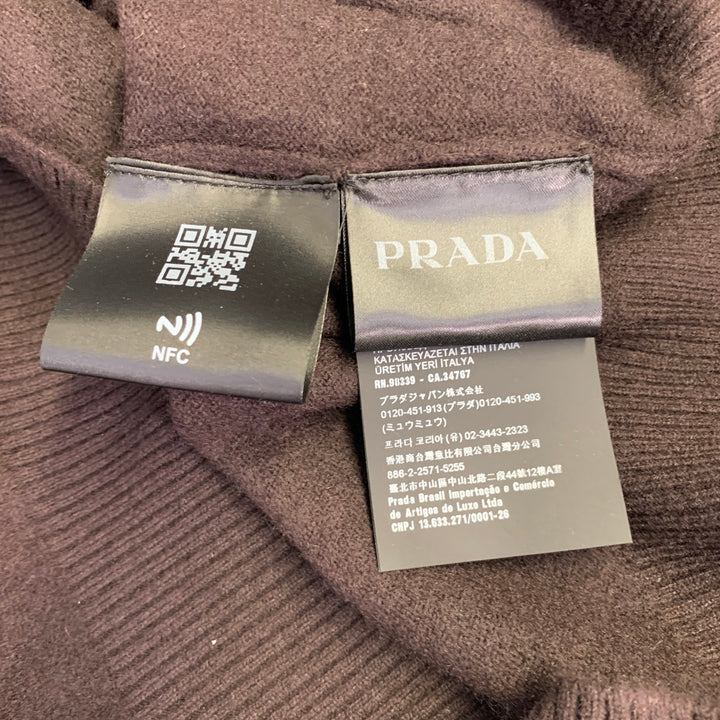 NFC
PRADA
ΚΑΤΑΣΚΕΥΑΖΕΤΑΙ ΣΤΗΝ ΙΤΑΛΙΑ
ÜRETİM YERİ İTALYA
RN.90339 - CA.34767
プラダジャパン株式会社
0120-451-913(プラダ)0120-451-993
(ミュウミュウ)
프라다 코리아 (유) 02-3443-2323
香港商台灣普比有限公司台灣分公司
886-2-2571-5255
臺北市中山區中山北路二段44號12樓A室
Prada Brasil Importação e Comércio
de Artigos de Luxo Ltda
CNPJ 13.633.271/0001-26